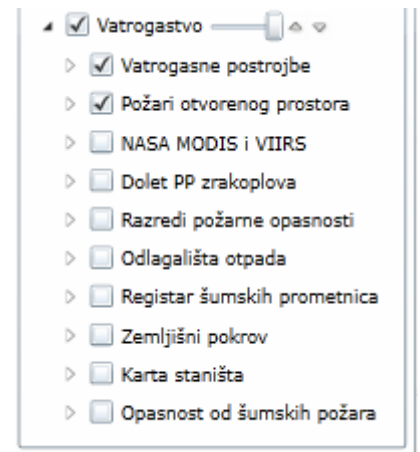 Vatrogastvo
Vatrogasne postrojbe
Požari otvorenog prostora
NASA MODIS i VIIRS
Dolet PP zrakoplova
Razredi požarne opasnosti
Odlagališta otpada
Registar šumskih prometnica
Zemljišni pokrov
Karta staništa
Opasnost od šumskih požara